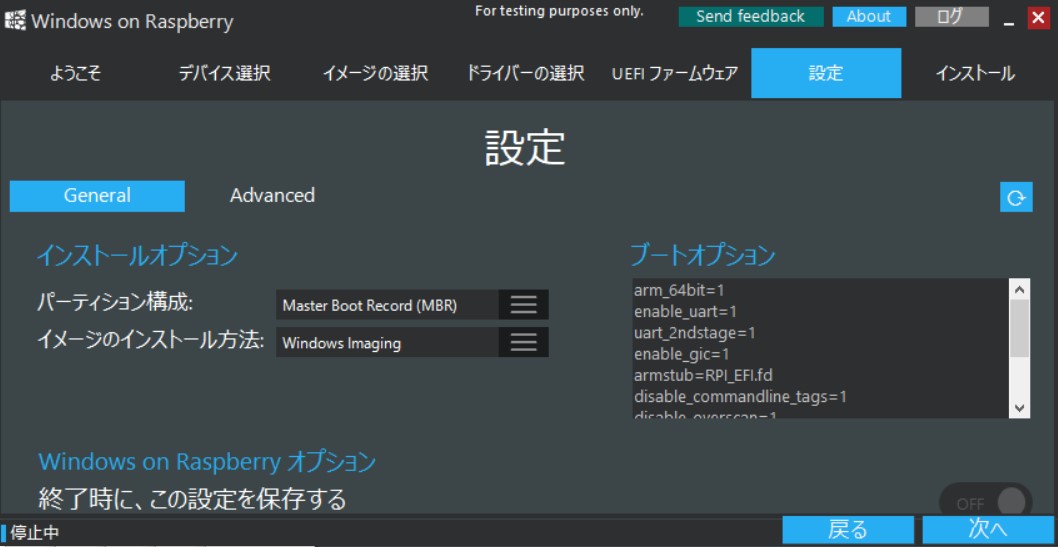 Windows on Raspberry
For testing purposes only.
Send feedback
About
ログ
ようこそ
デバイス選択
イメージの選択
ドライバーの選択
UEFI ファームウェア
設定
インストール
設定
General
Advanced
インストールオプション
パーティション構成:
Master Boot Record (MBR)
イメージのインストール方法:
Windows Imaging
ブートオプション
arm_64bit=1
enable_uart=1
uart_2ndstage=1
enable_gic=1
armstub=RPI_EFI.fd
disable_commandline_tags=1
disable_overscan=1
Windows on Raspberry オプション
終了時に、この設定を保存する
OFF
停止中
戻る
次へ